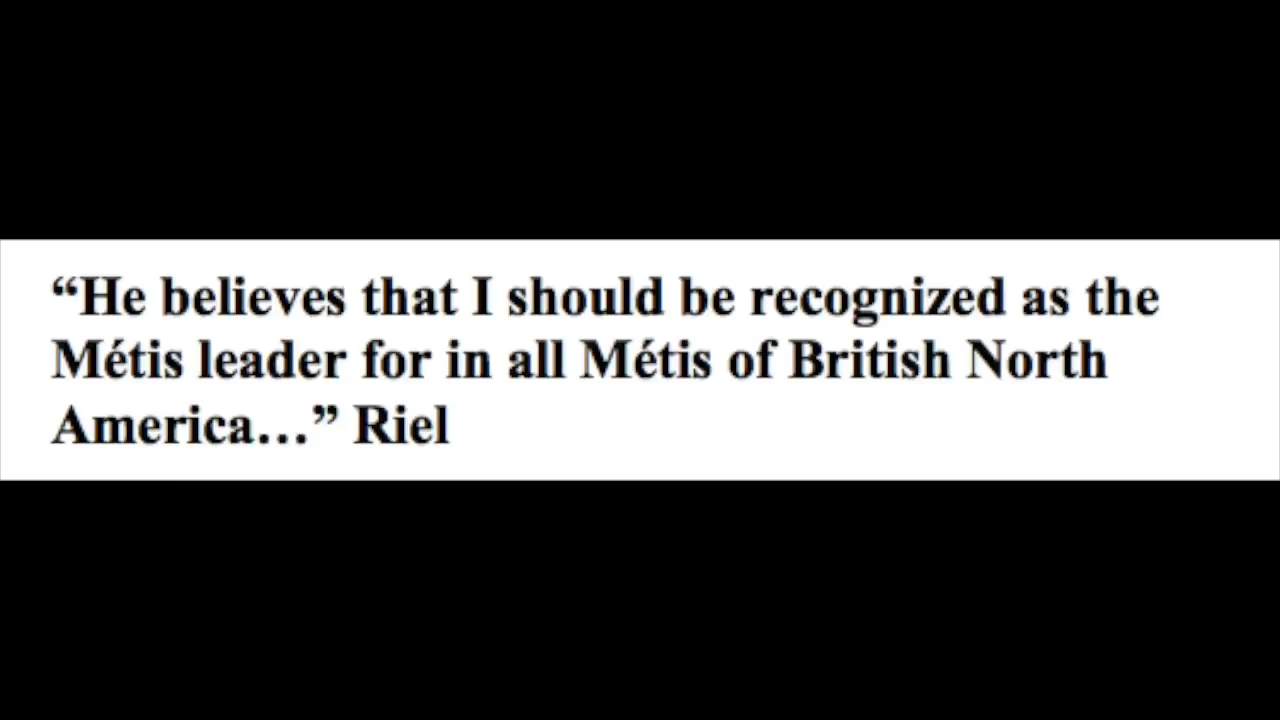 “He believes that I should be recognized as the
Métis leader for in all Métis of British North
America…” Riel